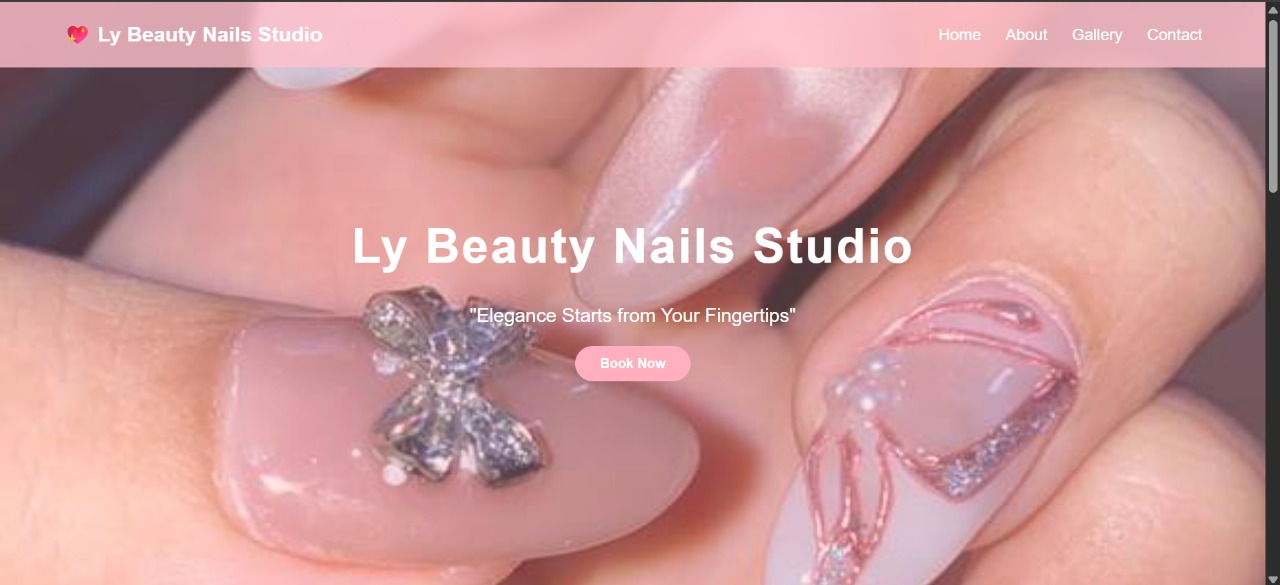 💖 Ly Beauty Nails Studio
Home About Gallery Contact
Ly Beauty Nails Studio
"Elegance Starts from Your Fingertips"
Book Now